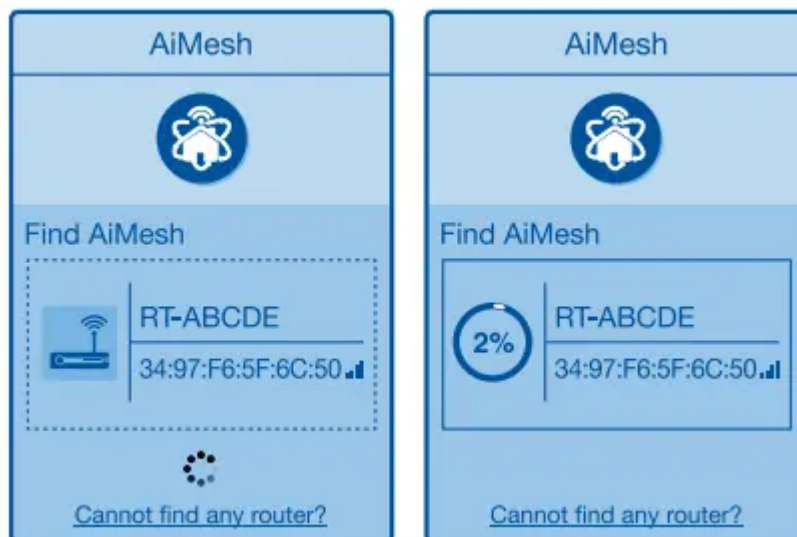 AiMesh
Find AiMesh
RT-ABCDE
34:97:F6:5F:6C:50
Cannot find any router?
AiMesh
Find AiMesh
2%
RT-ABCDE
34:97:F6:5F:6C:50
Cannot find any router?